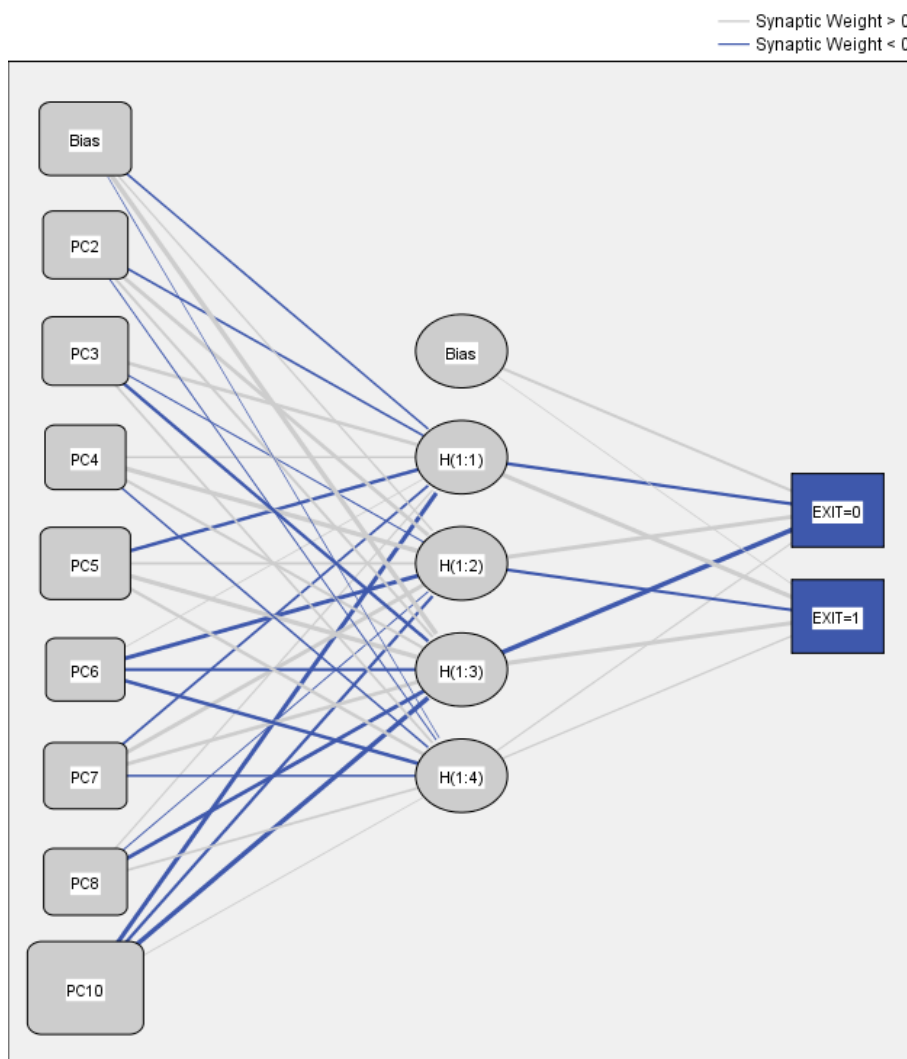 Synaptic Weight > 0
Synaptic Weight < 0
Bias
PC2
PC3
PC4
PC5
PC6
PC7
PC8
PC10
Bias
H(1:1)
H(1:2)
H(1:3)
H(1:4)
EXIT=0
EXIT=1